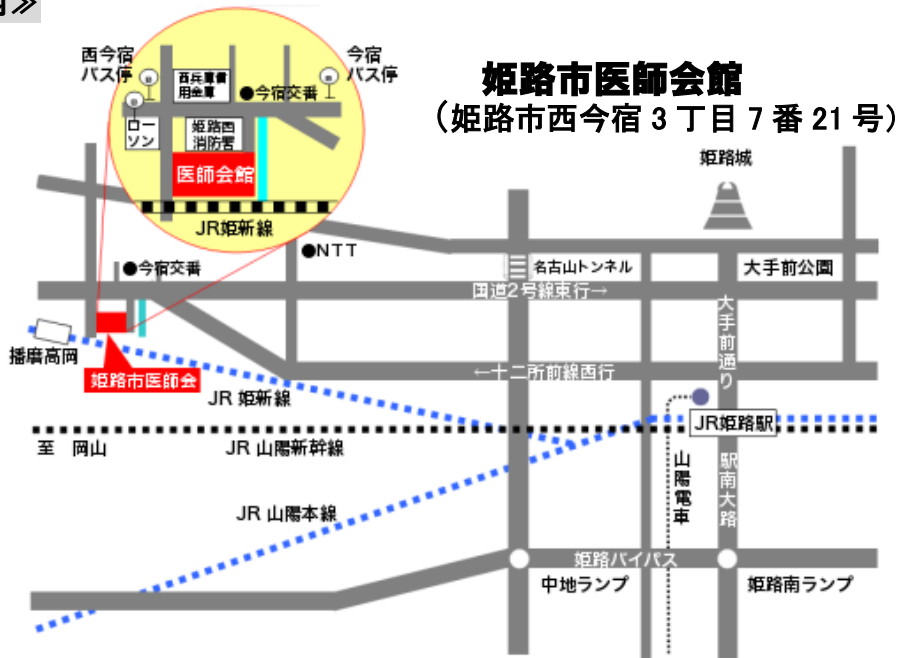 ≫
西今宿
バス停
今宿
バス停
西兵庫信
用金庫
●今宿交番
ロー
ソン
姫路西
消防署
医師会館
JR姫新線
姫路市医師会館
（姫路市西今宿 3 丁目 7 番 21 号）
姫路城
●NTT
●今宿交番
名古山トンネル
大手前公園
国道2号線東行→
大手前通り
播磨高岡
姫路市医師会
←十二所前線西行
JR 姫新線
JR姫路駅
至 岡山
JR 山陽新幹線
山陽電車
駅南大路
JR 山陽本線
姫路バイパス
中地ランプ
姫路南ランプ